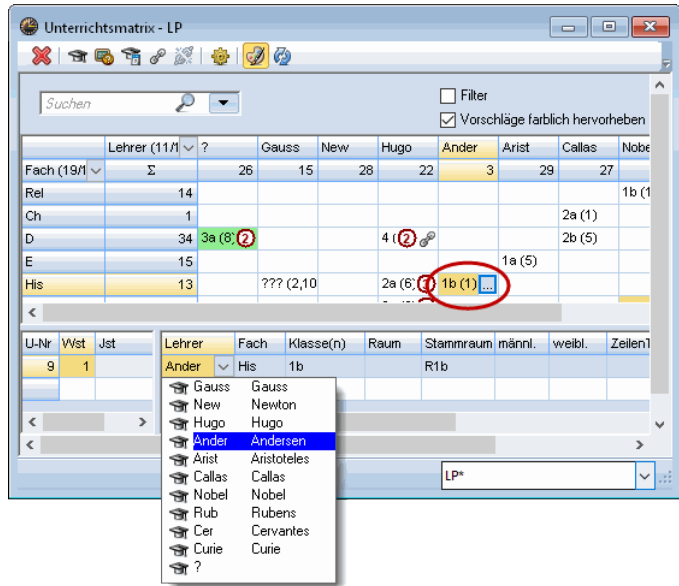 Unterrichtsmatrix - LP
Suchen
Filter
Vorschläge farblich hervorheben
Lehrer (11/1 ? Gauss New Hugo Ander Arist Callas Nobe
Fach (19/1 Σ 26 15 28 22 3 29 27
Rel 14 1b (1
Ch 1 2a (1)
D 34 3a (8) 2 4 ( 2 2b (5)
E 15 1a (5)
His 13 ??? (2,10 2a (6) 1b (1) ...
U-Nr Wst Jst Lehrer Fach Klasse(n) Raum Stammraum männl. weibl. ZeilenT
9 1 Ander His 1b R1b
Gauss Gauss
New Newton
Hugo Hugo
Ander Andersen
Arist Aristoteles
Callas Callas
Nobel Nobel
Rub Rubens
Cer Cervantes
Curie Curie
?
LP*